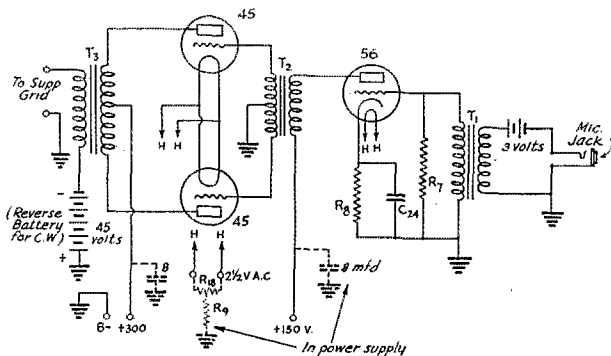 45
56
T3
T2
T1
To Supp
Grid
H H
H H
3 volts
Mic.
Jack
R7
R8
C24
45
-
(Reverse
Battery
for C.W)
45
volts
+
H H
8
R18
2½V A.C
R9
8 mfd
B-
+300
+150 V.
In power supply